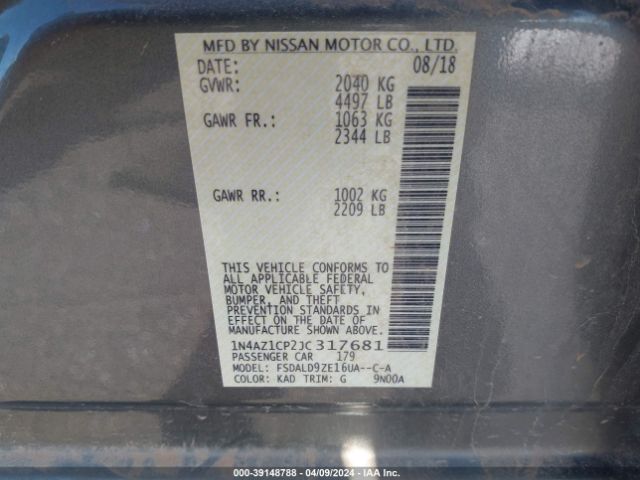 MFD BY NISSAN MOTOR CO., LTD.
DATE: 08/18
GVWR: 2040 KG
4497 LB
GAWR FR.: 1063 KG
2344 LB
GAWR RR.: 1002 KG
2209 LB
THIS VEHICLE CONFORMS TO
ALL APPLICABLE FEDERAL
MOTOR VEHICLE SAFETY,
BUMPER, AND THEFT
PREVENTION STANDARDS IN
EFFECT ON THE DATE OF
MANUFACTURE SHOWN ABOVE.
1N4AZ1CP2JC317681
PASSENGER CAR 179
MODEL: FSDALD9ZE16UA--C-A
COLOR: KAD TRIM: G 9N00A
000-39148788 - 04/09/2024 - IAA Inc.